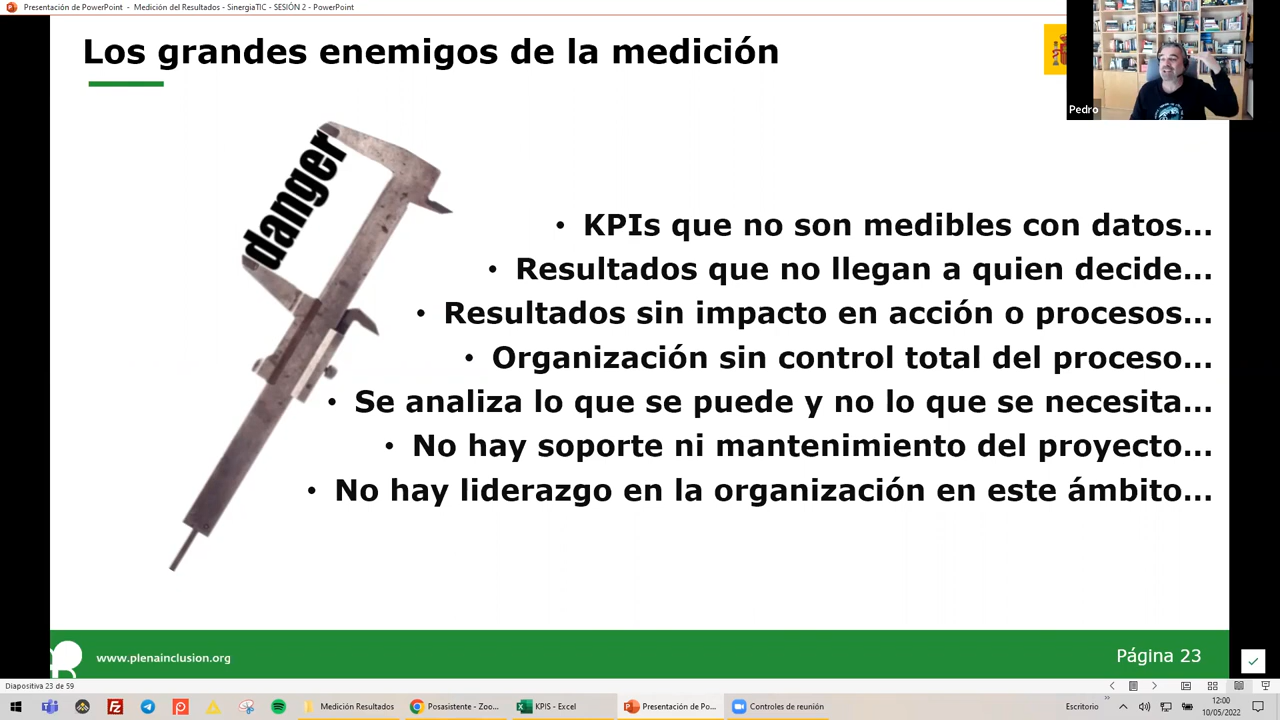 Presentación de PowerPoint - Medición del Resultados - SinergiaTIC - SESIÓN 2 - PowerPoint
Los grandes enemigos de la medición
Pedro
danger
• KPIs que no son medibles con datos...
• Resultados que no llegan a quien decide...
• Resultados sin impacto en acción o procesos...
• Organización sin control total del proceso...
• Se analiza lo que se puede y no lo que se necesita...
• No hay soporte ni mantenimiento del proyecto...
• No hay liderazgo en la organización en este ámbito...
www.plenainclusion.org
Página 23
Diapositiva 23 de 59
Medición Resultados
Posasistente - Zoo...
KPIS - Excel
Presentación de Po...
Controles de reunión
Escritorio
12:00
10/05/2022